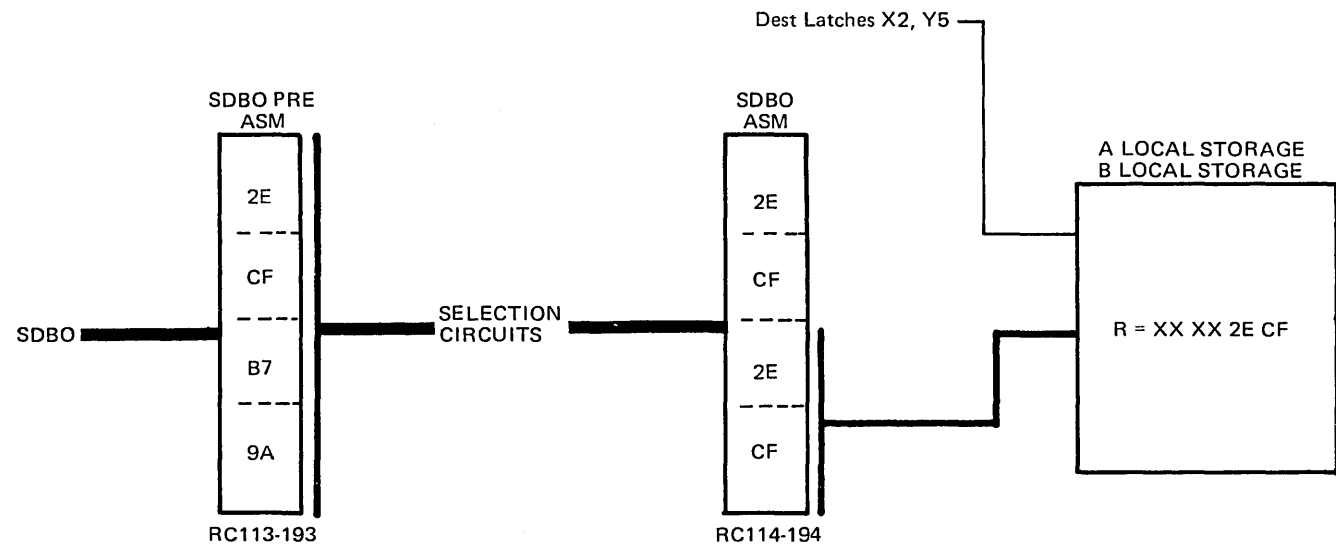 Dest Latches X2, Y5
SDBO PRE
ASM
2E
CF
B7
9A
RC113-193
SDBO
SELECTION
CIRCUITS
SDBO
ASM
2E
CF
2E
CF
RC114-194
A LOCAL STORAGE
B LOCAL STORAGE
R = XX XX 2E CF